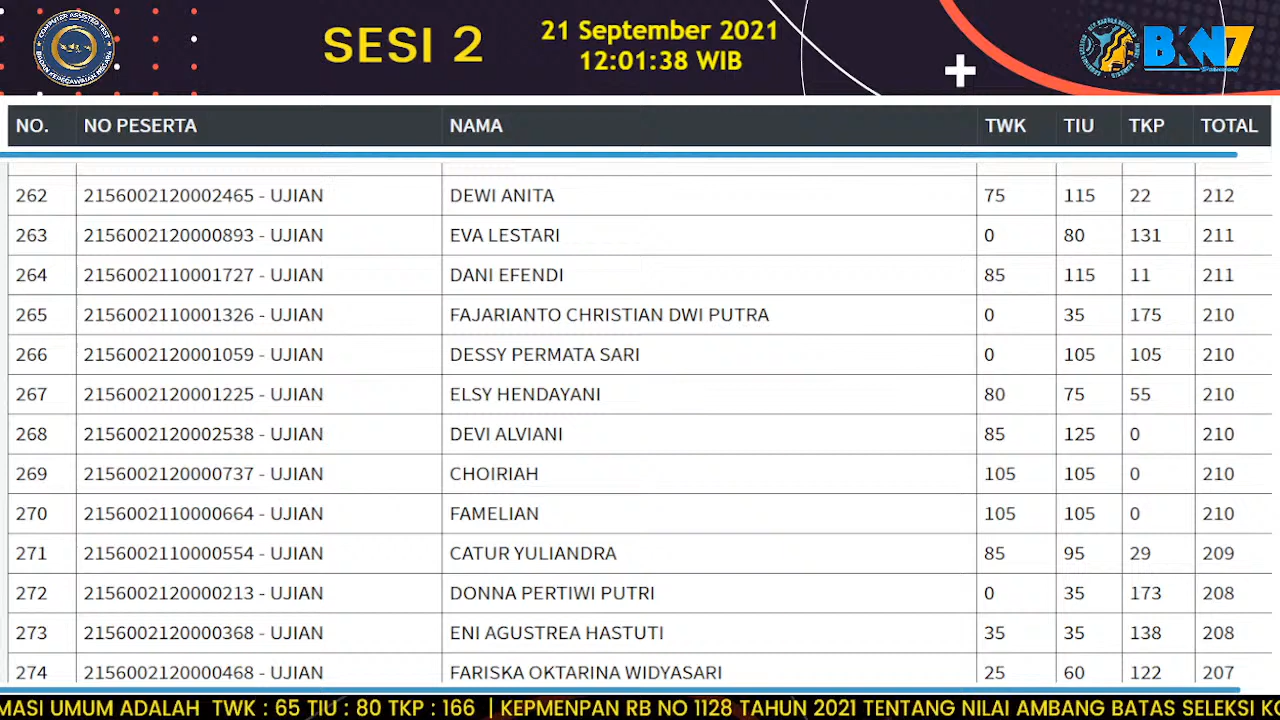 COMPUTER ASSISTED TEST
BADAN KEPEGAWAIAN NEGARA
SESI 2
21 September 2021
12:01:38 WIB
BKN7
NO. NO PESERTA NAMA TWK TIU TKP TOTAL
262 2156002120002465 - UJIAN DEWI ANITA 75 115 22 212
263 2156002120000893 - UJIAN EVA LESTARI 0 80 131 211
264 2156002110001727 - UJIAN DANI EFENDI 85 115 11 211
265 2156002110001326 - UJIAN FAJARIANTO CHRISTIAN DWI PUTRA 0 35 175 210
266 2156002120001059 - UJIAN DESSY PERMATA SARI 0 105 105 210
267 2156002120001225 - UJIAN ELSY HENDAYANI 80 75 55 210
268 2156002120002538 - UJIAN DEVI ALVIANI 85 125 0 210
269 2156002120000737 - UJIAN CHOIRIAH 105 105 0 210
270 2156002110000664 - UJIAN FAMELIAN 105 105 0 210
271 2156002110000554 - UJIAN CATUR YULIANDRA 85 95 29 209
272 2156002120000213 - UJIAN DONNA PERTIWI PUTRI 0 35 173 208
273 2156002120000368 - UJIAN ENI AGUSTREA HASTUTI 35 35 138 208
274 2156002120000468 - UJIAN FARISKA OKTARINA WIDYASARI 25 60 122 207
MASI UMUM ADALAH TWK : 65 TIU : 80 TKP : 166 | KEPMENPAN RB NO 1128 TAHUN 2021 TENTANG NILAI AMBANG BATAS SELEKSI KO